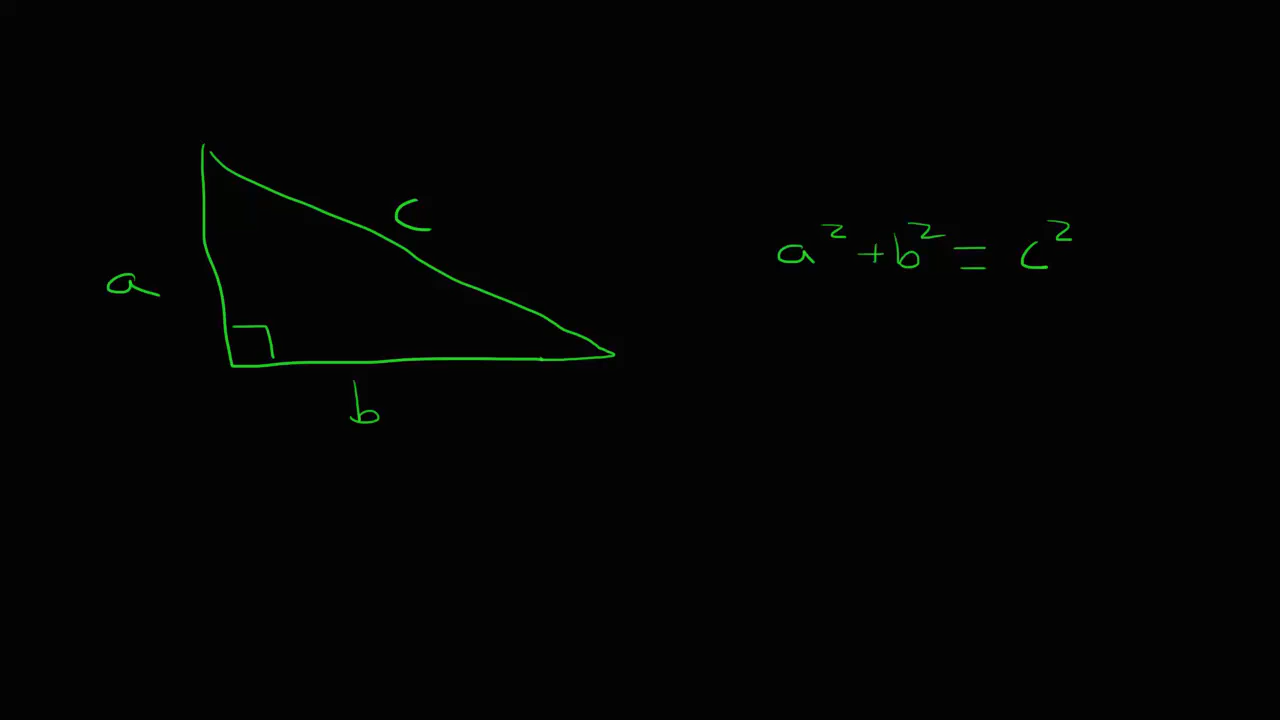 c
a² + b² = c²
a
b